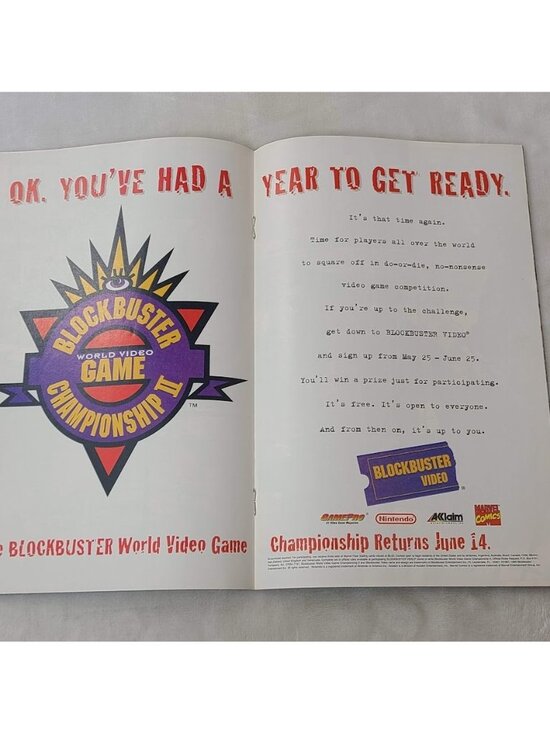 OK. YOU'VE HAD A YEAR TO GET READY.
BLOCKBUSTER
WORLD VIDEO
GAME
CHAMPIONSHIP II
TM
It's that time again.
Time for players all over the world
to square off in do-or-die, no-nonsense
video game competition.
If you're up to the challenge,
get down to BLOCKBUSTER VIDEO®
and sign up from May 25 – June 25.
You'll win a prize just for participating.
It's free. It's open to everyone.
And from then on, it's up to you.
BLOCKBUSTER
VIDEO
®
GAMEPRO
Nintendo
AKklaim
MARVEL
COMICS
e BLOCKBUSTER World Video Game Championship Returns June 14.